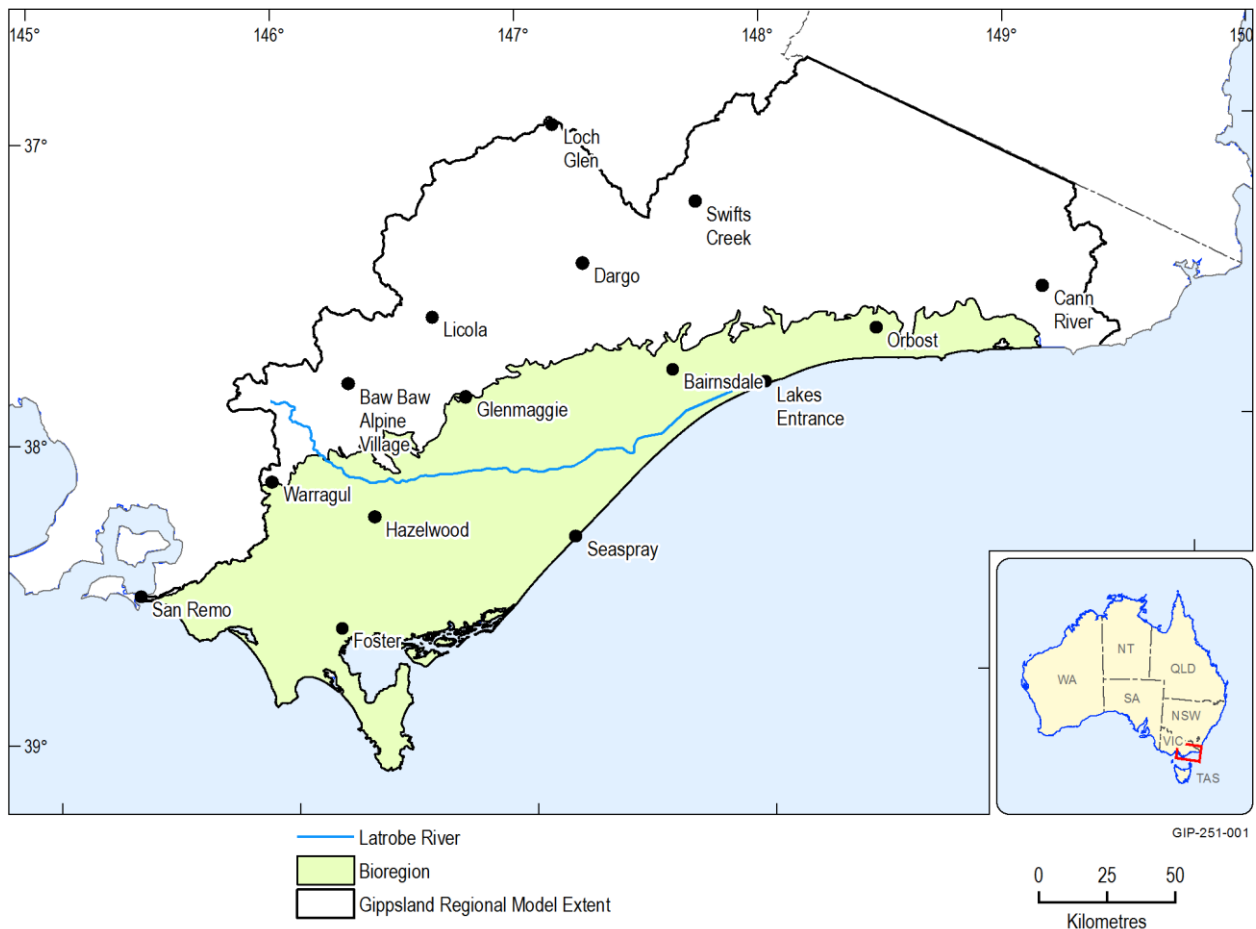 145°
146°
147°
148°
149°
150
37°
Loch
Glen
Swifts
Creek
Dargo
Cann
River
Licola
Orbost
Baw Baw
Alpine
Village
Bairnsdale
Lakes
Entrance
Glenmaggie
38°
Warragul
Hazelwood
Seaspray
San Remo
Foster
39°
NT
QLD
WA
SA
NSW
VIC
TAS
GIP-251-001
Latrobe River
Bioregion
Gippsland Regional Model Extent
0 25 50
Kilometres